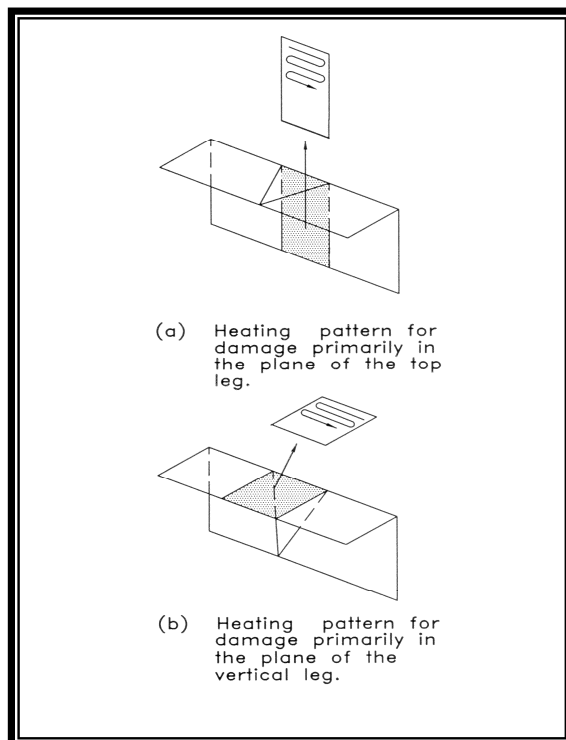 (a) Heating pattern for
damage primarily in
the plane of the top
leg.
(b) Heating pattern for
damage primarily in
the plane of the
vertical leg.